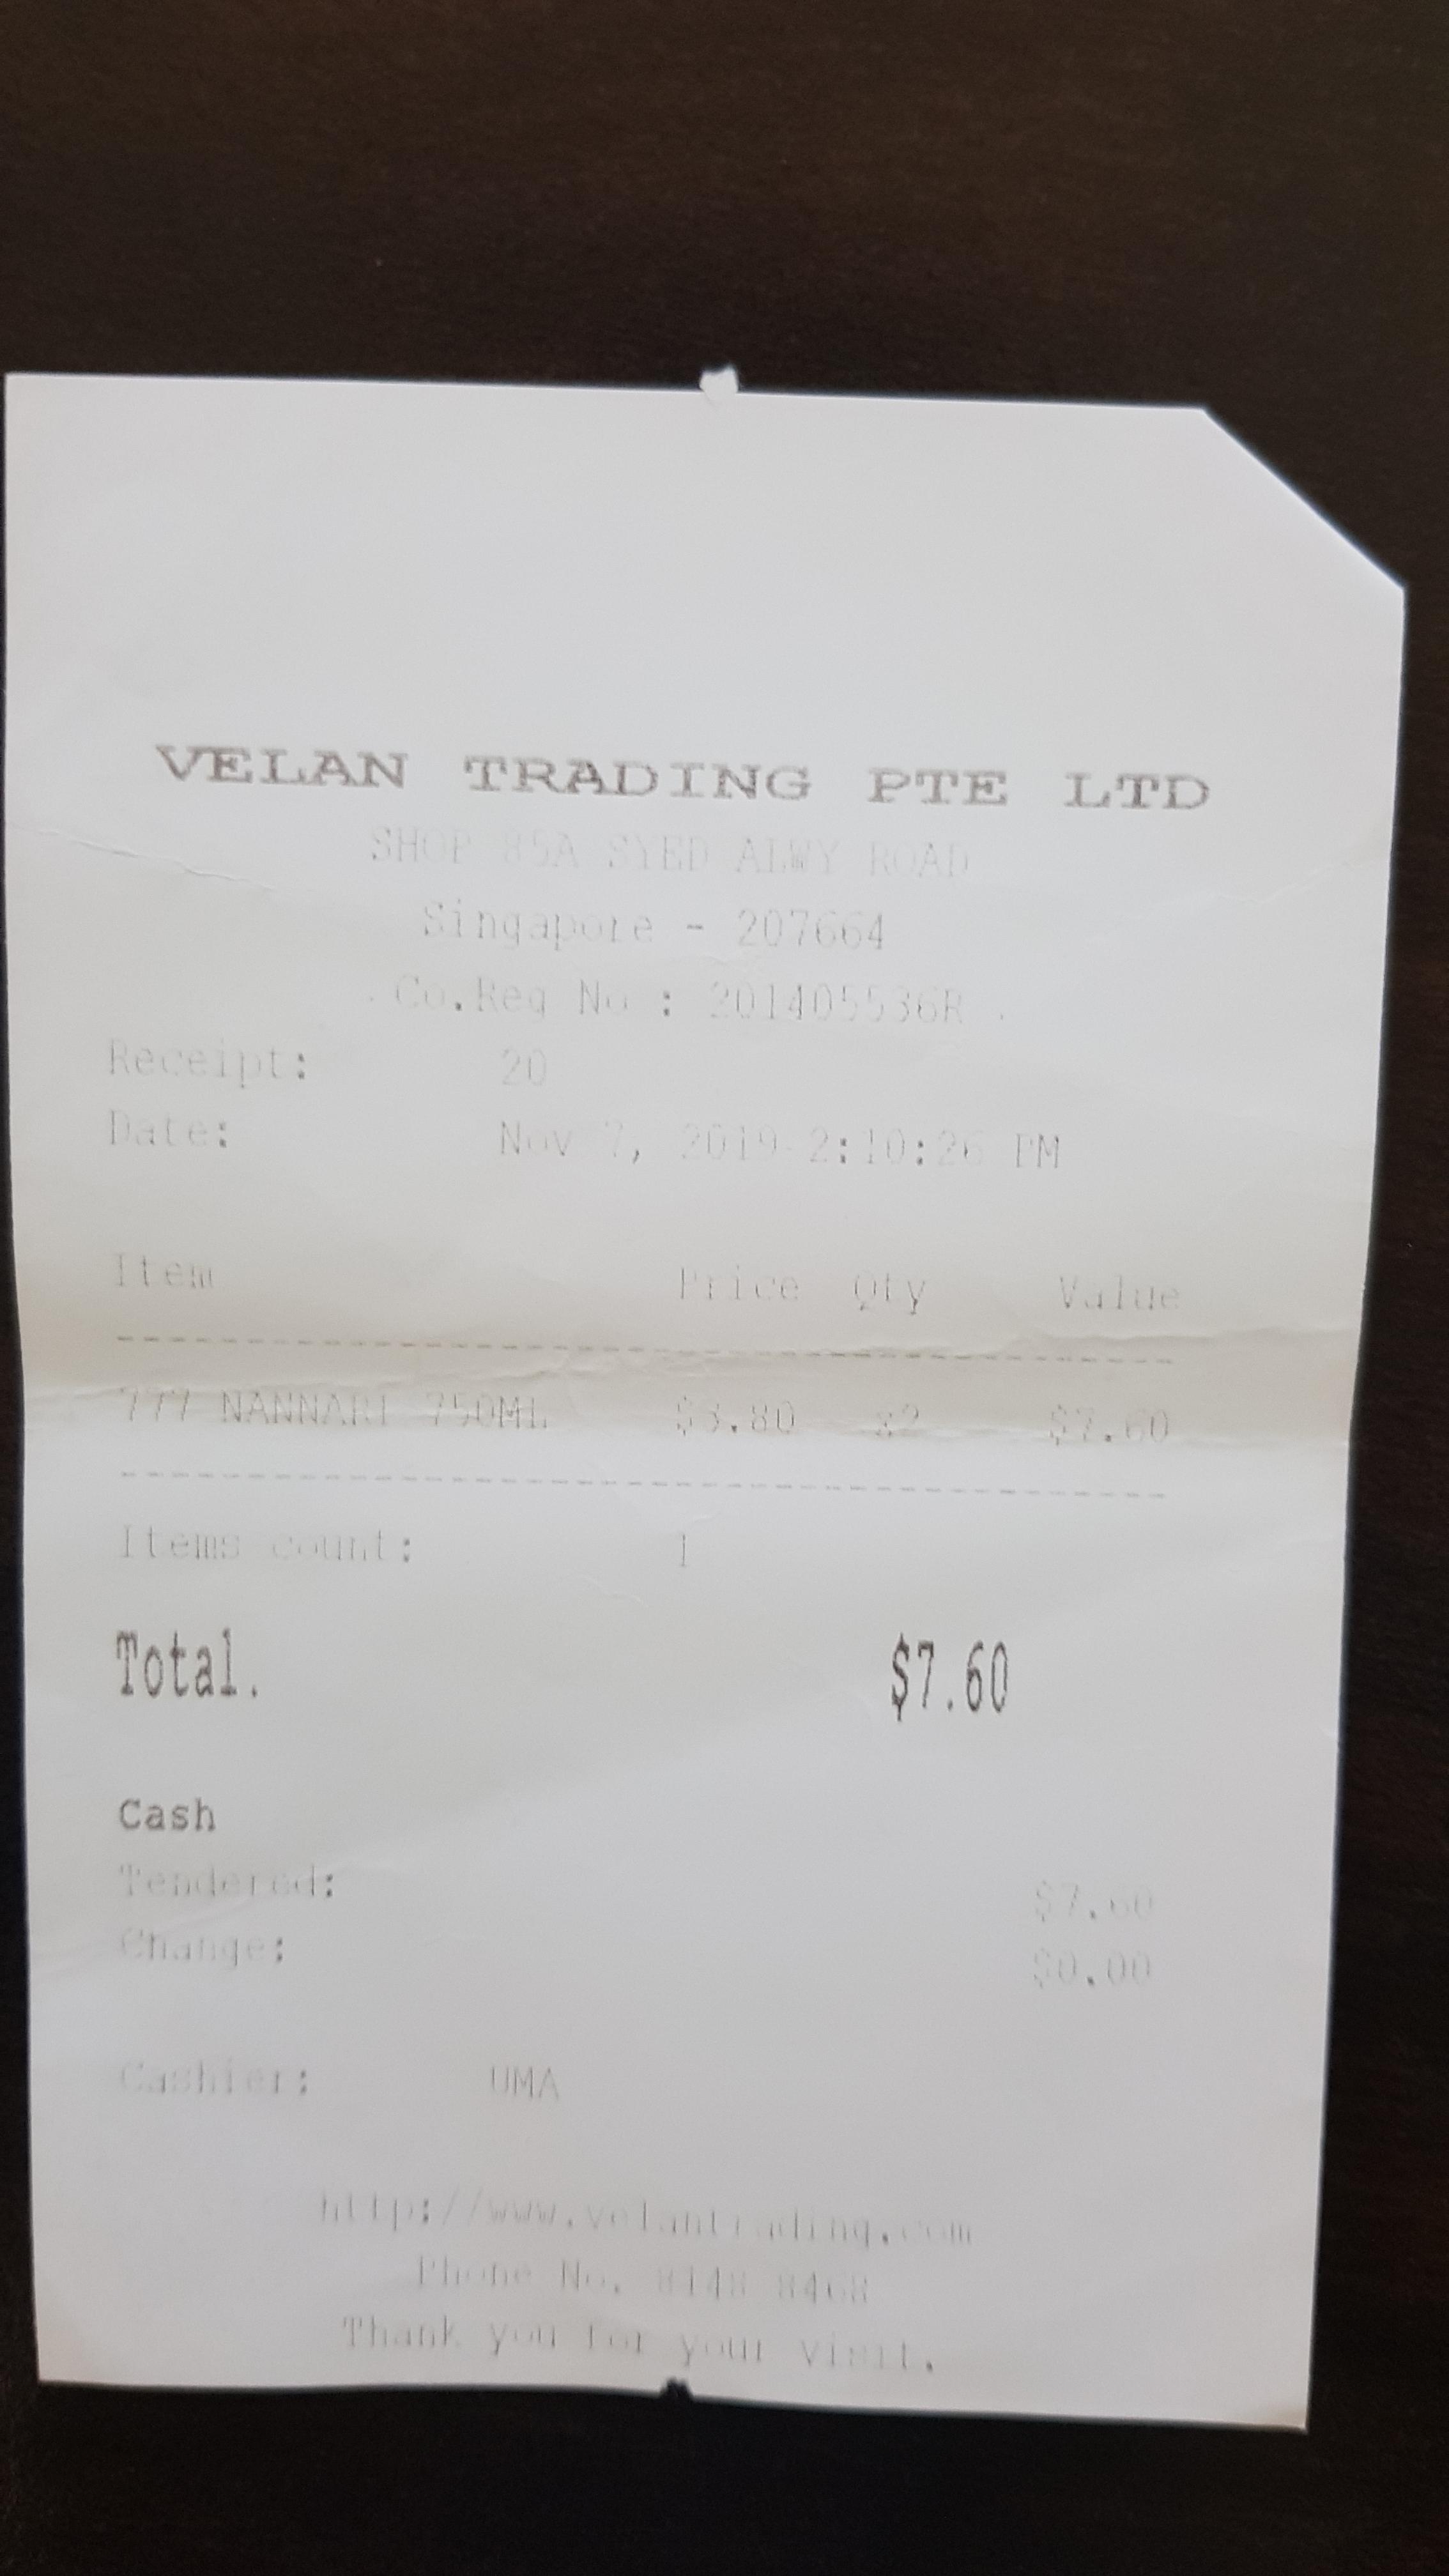 VELAN TRADING PTE LTD
SHOP 85A SYED ALWY ROAD
Singapore - 207664
Co.Reg No : 201405536R .
Receipt: 20
Date: Nov 7, 2019 2:10:26 PM
Item Price Qty Value
777 NANNARI 750ML $3.80 x2 $7.60
Items count: 1
Total. $7.60
Cash
Tendered: $7.60
Change: $0.00
Cashier: UMA
http://www.velantrading.com
Phone No. 8148 8468
Thank you for your visit.